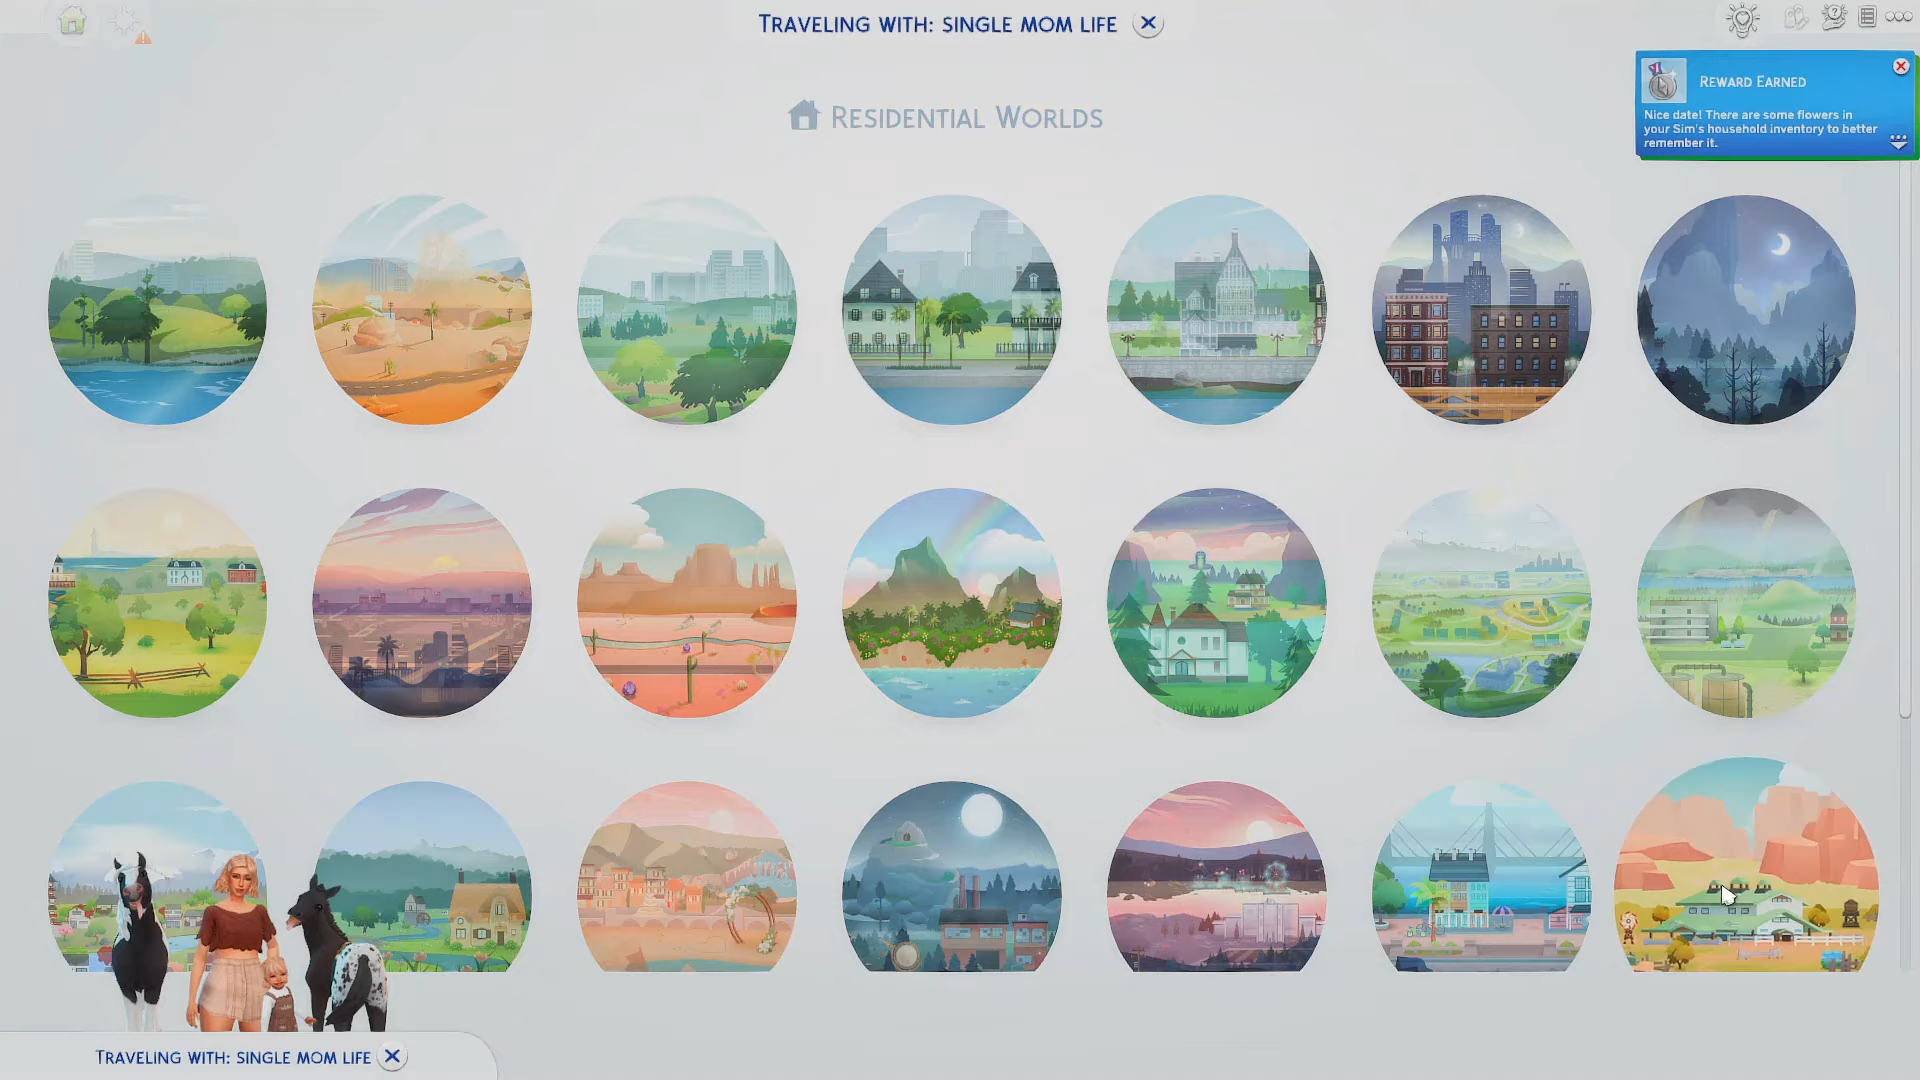 TRAVELING WITH: SINGLE MOM LIFE
REWARD EARNED
Nice date! There are some flowers in
your Sim's household inventory to better
remember it.
RESIDENTIAL WORLDS
TRAVELING WITH: SINGLE MOM LIFE